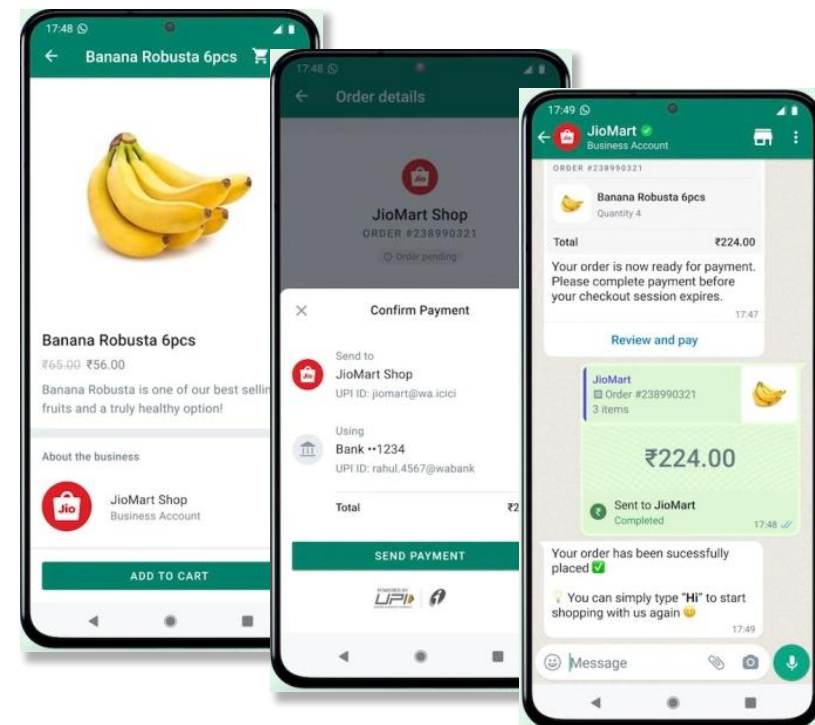 17:48
Banana Robusta 6pcs
Jio
Banana Robusta 6pcs
₹65.00 ₹56.00
Banana Robusta is one of our best sellin
fruits and a truly healthy option!
About the business
Jio
JioMart Shop
Business Account
ADD TO CART
17:48
Order details
Jio
JioMart Shop
ORDER #238990321
Order pending
Confirm Payment
Send to
Jio
JioMart Shop
UPI ID: jiomart@wa.icici
Using
Bank ••1234
UPI ID: rahul.4567@wabank
Total ₹2
SEND PAYMENT
POWERED BY
UPI
17:49
JioMart
Business Account
ORDER #238990321
Banana Robusta 6pcs
Quantity 4
Total ₹224.00
Your order is now ready for payment.
Please complete payment before
your checkout session expires.
17:47
Review and pay
JioMart
Order #238990321
3 items
₹224.00
₹
Sent to JioMart
Completed
17:48
Your order has been sucessfully
placed ✅
💡 You can simply type "Hi" to start
shopping with us again 😊
17:49
Message